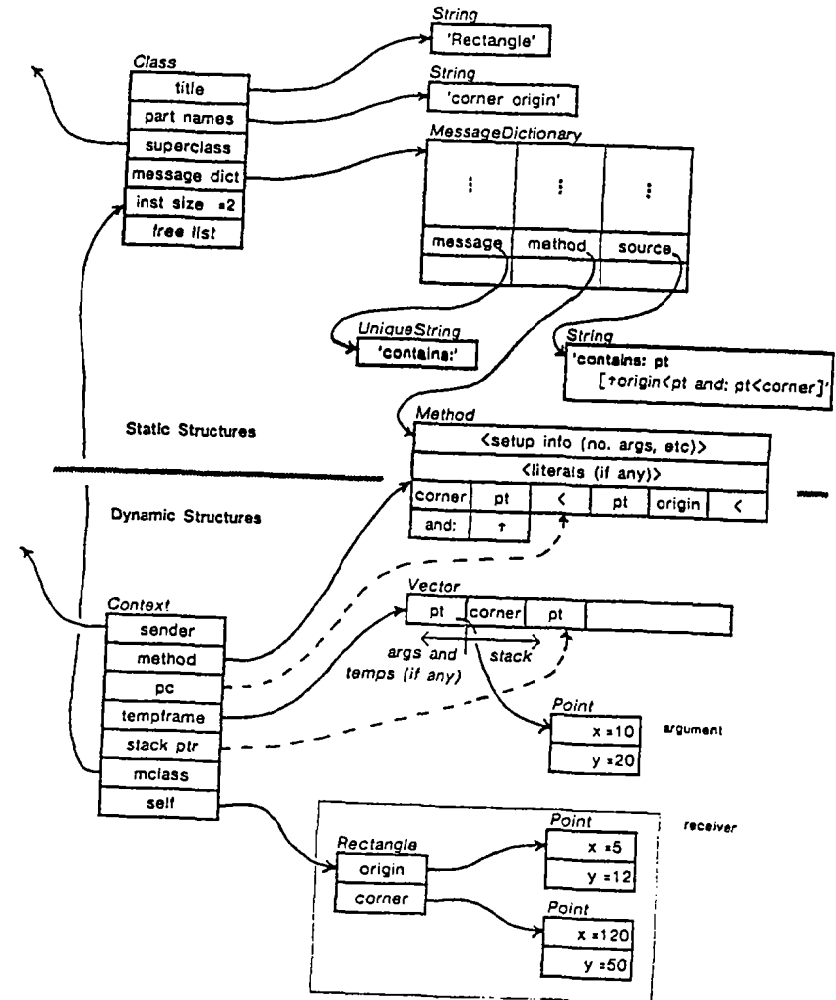 String
'Rectangle'
String
'corner origin'
Class
title
part names
superclass
message dict
inst size =2
free list
MessageDictionary
⋮ ⋮ ⋮
message method source
UniqueString
'contains:'
String
'contains: pt
[↑origin<pt and: pt<corner]'
Static Structures
Method
<setup info (no. args, etc)>
<literals (if any)>
corner pt < pt origin <
and: ↑
Dynamic Structures
Context
sender
method
pc
tempframe
stack ptr
mclass
self
Vector
pt corner pt
args and stack
temps (if any)
Point
x =10
y =20
argument
receiver
Rectangle
origin
corner
Point
x =5
y =12
Point
x =120
y =50